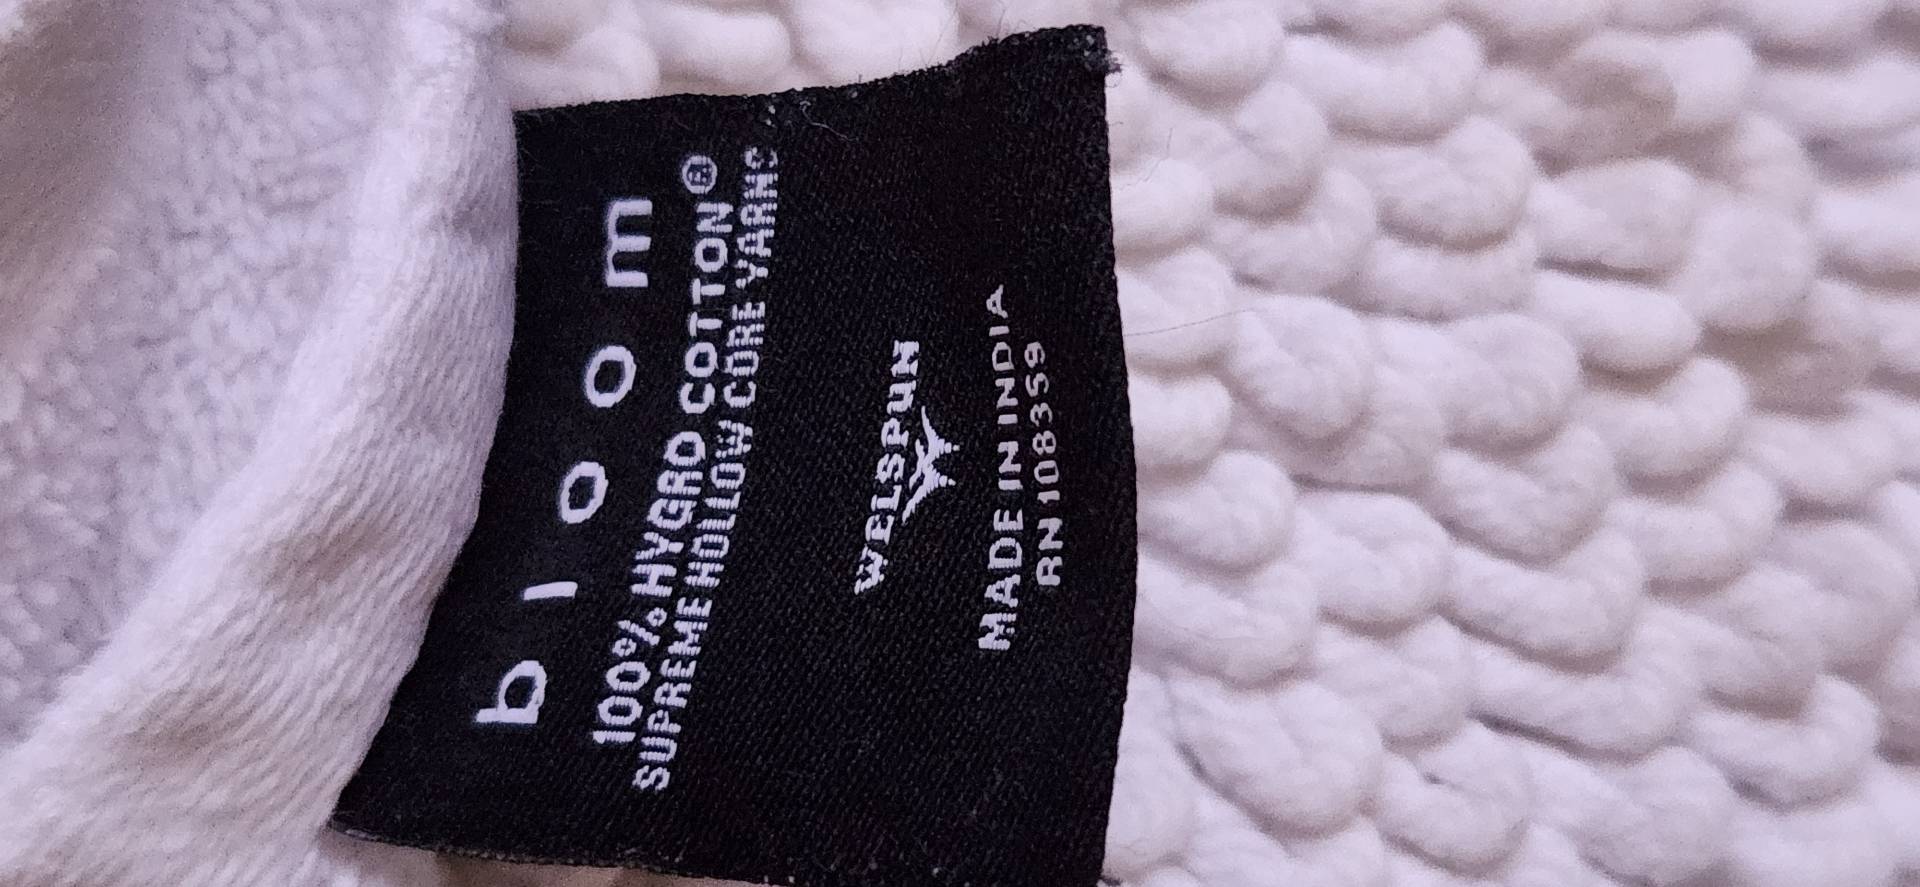 bloom
100% HYGRO COTTON®
SUPREME HOLLOW CORE YARNS
WELSPUN
MADE IN INDIA
RN 108359